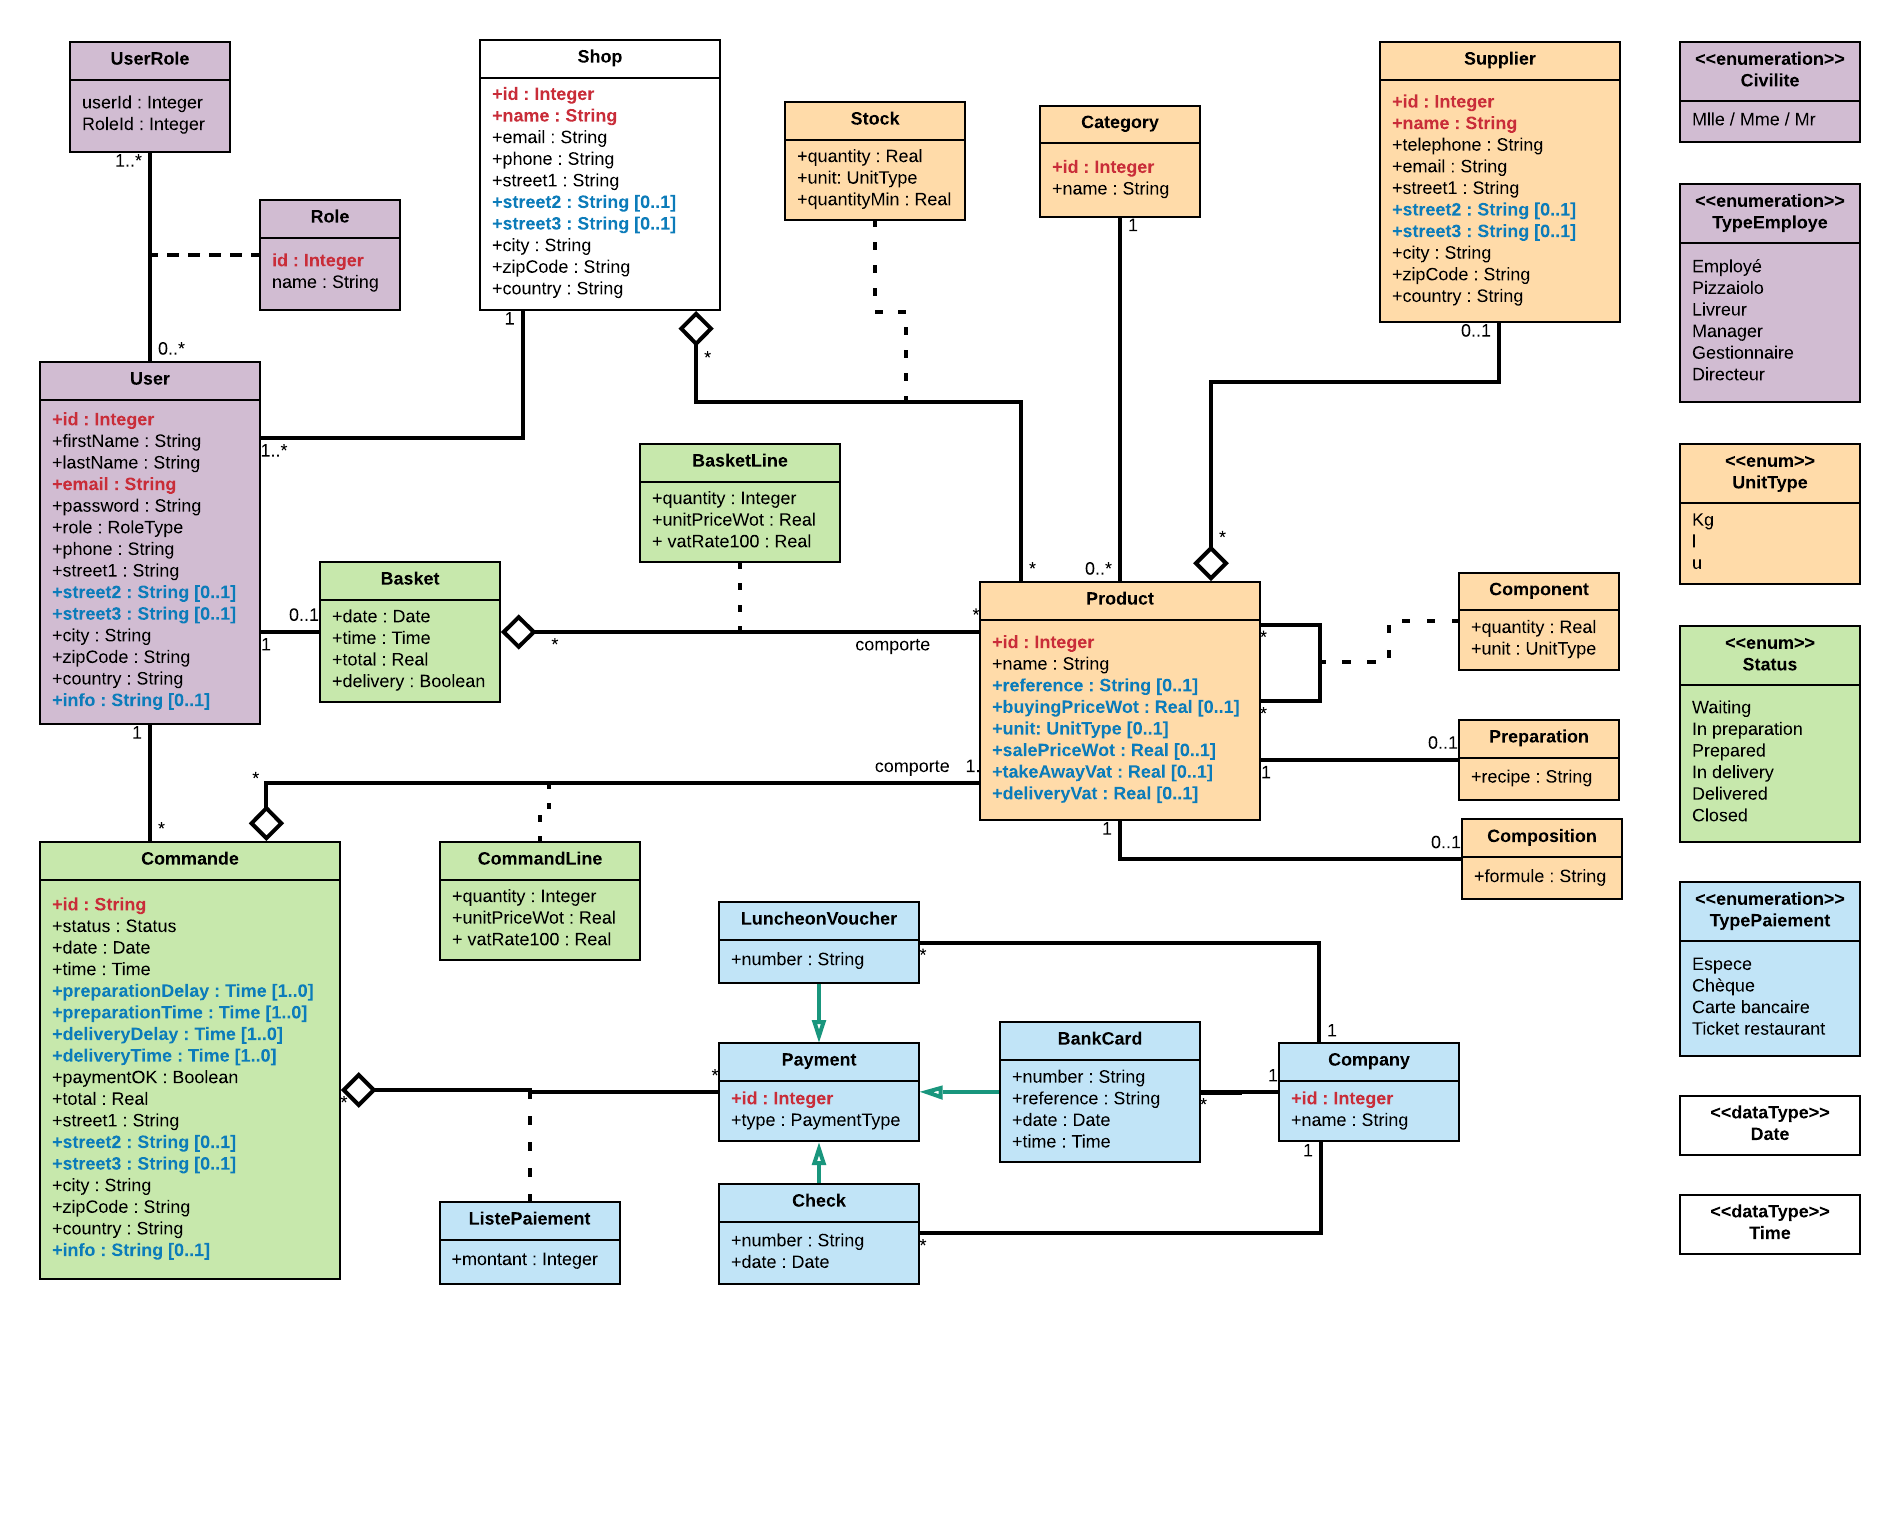 UserRole
userId : Integer
RoleId : Integer
1..*
Role
id : Integer
name : String
0..*
Shop
+id : Integer
+name : String
+email : String
+phone : String
+street1 : String
+street2 : String [0..1]
+street3 : String [0..1]
+city : String
+zipCode : String
+country : String
1
*
Stock
+quantity : Real
+unit: UnitType
+quantityMin : Real
Category
+id : Integer
+name : String
1
Supplier
+id : Integer
+name : String
+telephone : String
+email : String
+street1 : String
+street2 : String [0..1]
+street3 : String [0..1]
+city : String
+zipCode : String
+country : String
0..1
<<enumeration>>
Civilite
Mlle / Mme / Mr
<<enumeration>>
TypeEmploye
Employé
Pizzaiolo
Livreur
Manager
Gestionnaire
Directeur
User
+id : Integer
+firstName : String
+lastName : String
+email : String
+password : String
+role : RoleType
+phone : String
+street1 : String
+street2 : String [0..1]
+street3 : String [0..1]
+city : String
+zipCode : String
+country : String
+info : String [0..1]
1..*
0..1
1
1
Basket
+date : Date
+time : Time
+total : Real
+delivery : Boolean
*
BasketLine
+quantity : Integer
+unitPriceWot : Real
+ vatRate100 : Real
comporte
*
*
0..*
*
Product
+id : Integer
+name : String
+reference : String [0..1]
+buyingPriceWot : Real [0..1]
+unit: UnitType [0..1]
+salePriceWot : Real [0..1]
+takeAwayVat : Real [0..1]
+deliveryVat : Real [0..1]
*
*
1
1
Component
+quantity : Real
+unit : UnitType
0..1
Preparation
+recipe : String
0..1
Composition
+formule : String
<<enum>>
UnitType
Kg
l
u
<<enum>>
Status
Waiting
In preparation
Prepared
In delivery
Delivered
Closed
comporte
1.
*
*
Commande
+id : String
+status : Status
+date : Date
+time : Time
+preparationDelay : Time [1..0]
+preparationTime : Time [1..0]
+deliveryDelay : Time [1..0]
+deliveryTime : Time [1..0]
+paymentOK : Boolean
+total : Real
+street1 : String
+street2 : String [0..1]
+street3 : String [0..1]
+city : String
+zipCode : String
+country : String
+info : String [0..1]
*
CommandLine
+quantity : Integer
+unitPriceWot : Real
+ vatRate100 : Real
LuncheonVoucher
+number : String
*
Payment
+id : Integer
+type : PaymentType
*
BankCard
+number : String
+reference : String
+date : Date
+time : Time
*
Company
+id : Integer
+name : String
1
1
1
Check
+number : String
+date : Date
*
ListePaiement
+montant : Integer
<<enumeration>>
TypePaiement
Espece
Chèque
Carte bancaire
Ticket restaurant
<<dataType>>
Date
<<dataType>>
Time